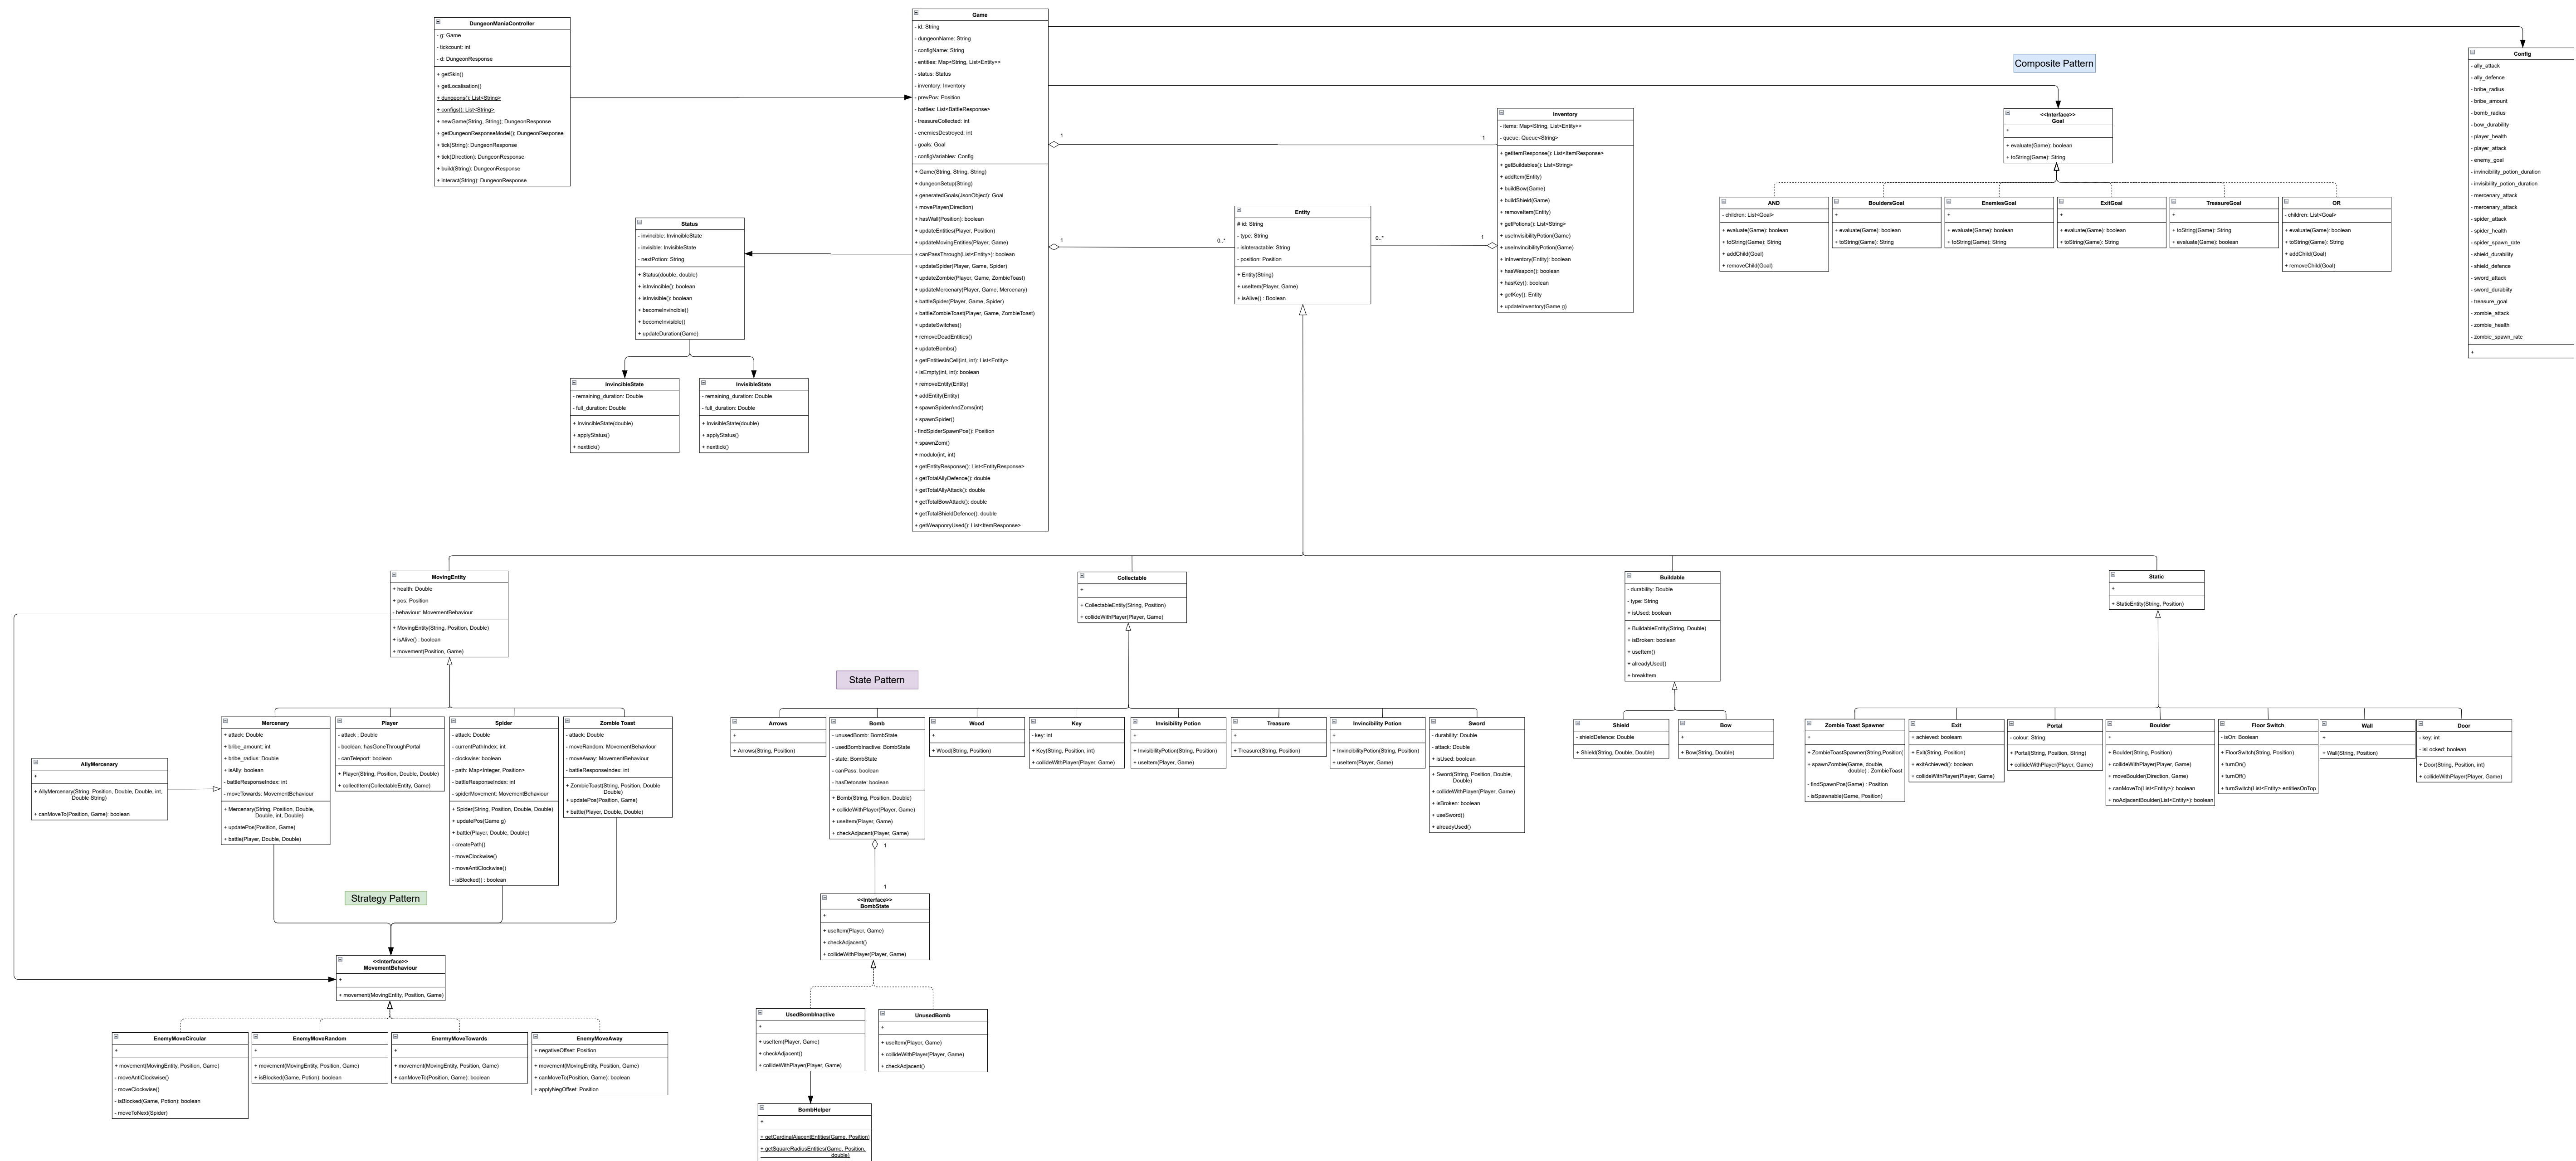 DungeonManiaController
- g: Game
- tickcount: int
- d: DungeonResponse
+ getSkin()
+ getLocalisation()
+ dungeons(): List<String>
+ configs(): List<String>
+ newGame(String, String); DungeonResponse
+ getDungeonResponseModel(); DungeonResponse
+ tick(String): DungeonResponse
+ tick(Direction): DungeonResponse
+ build(String): DungeonResponse
+ interact(String): DungeonResponse
Game
- id: String
- dungeonName: String
- configName: String
- entities: Map<String, List<Entity>>
- status: Status
- inventory: Inventory
- prevPos: Position
- battles: List<BattleResponse>
- treasureCollected: int
- enemiesDestroyed: int
- goals: Goal
- configVariables: Config
+ Game(String, String, String)
+ dungeonSetup(String)
+ generatedGoals(JsonObject): Goal
+ movePlayer(Direction)
+ hasWall(Position): boolean
+ updateEntities(Player, Position)
+ updateMovingEntities(Player, Game)
+ canPassThrough(List<Entity>): boolean
+ updateSpider(Player, Game, Spider)
+ updateZombie(Player, Game, ZombieToast)
+ updateMercenary(Player, Game, Mercenary)
+ battleSpider(Player, Game, Spider)
+ battleZombieToast(Player, Game, ZombieToast)
+ updateSwitches()
+ removeDeadEntities()
+ updateBombs()
+ getEntitiesInCell(int, int): List<Entity>
+ isEmpty(int, int): boolean
+ removeEntity(Entity)
+ addEntity(Entity)
+ spawnSpiderAndZoms(int)
+ spawnSpider()
- findSpiderSpawnPos(): Position
+ spawnZom()
+ modulo(int, int)
+ getEntityResponse(): List<EntityResponse>
+ getTotalAllyDefence(): double
+ getTotalAllyAttack(): double
+ getTotalBowAttack(): double
+ getTotalShieldDefence(): double
+ getWeaponryUsed(): List<ItemResponse>
Composite Pattern
Config
- ally_attack
- ally_defence
- bribe_radius
- bribe_amount
- bomb_radius
- bow_durability
- player_health
- player_attack
- enemy_goal
- invincibility_potion_duration
- invisibility_potion_duration
- mercenary_attack
- mercenary_attack
- spider_attack
- spider_health
- spider_spawn_rate
- shield_durability
- shield_defence
- sword_attack
- sword_durability
- treasure_goal
- zombie_attack
- zombie_health
- zombie_spawn_rate
+
Inventory
- items: Map<String, List<Entity>>
- queue: Queue<String>
+ getItemResponse(): List<ItemResponse>
+ getBuildables(): List<String>
+ addItem(Entity)
+ buildBow(Game)
+ buildShield(Game)
+ removeItem(Entity)
+ getPotions(): List<String>
+ useInvisibilityPotion(Game)
+ useInvincibilityPotion(Game)
+ inInventory(Entity): boolean
+ hasWeapon(): boolean
+ hasKey(): boolean
+ getKey(): Entity
+ updateInventory(Game g)
1
1
1
0..*
0..*
1
<<Interface>>
Goal
+
+ evaluate(Game): boolean
+ toString(Game): String
AND
- children: List<Goal>
+ evaluate(Game): boolean
+ toString(Game): String
+ addChild(Goal)
+ removeChild(Goal)
BouldersGoal
+
+ evaluate(Game): boolean
+ toString(Game): String
EnemiesGoal
+
+ evaluate(Game): boolean
+ toString(Game): String
ExitGoal
+
+ evaluate(Game): boolean
+ toString(Game): String
TreasureGoal
+
+ toString(Game): String
+ evaluate(Game): boolean
OR
- children: List<Goal>
+ evaluate(Game): boolean
+ toString(Game): String
+ addChild(Goal)
+ removeChild(Goal)
Entity
# id: String
- type: String
- isInteractable: String
- position: Position
+ Entity(String)
+ useItem(Player, Game)
+ isAlive() : Boolean
Status
- invincible: InvincibleState
- invisible: InvisibleState
- nextPotion: String
+ Status(double, double)
+ isInvincible(): boolean
+ isInvisible(): boolean
+ becomeInvincible()
+ becomeInvisible()
+ updateDuration(Game)
InvincibleState
- remaining_duration: Double
- full_duration: Double
+ InvincibleState(double)
+ applyStatus()
+ nexttick()
InvisibleState
- remaining_duration: Double
- full_duration: Double
+ InvisibleState(double)
+ applyStatus()
+ nexttick()
MovingEntity
+ health: Double
+ pos: Position
- behaviour: MovementBehaviour
+ MovingEntity(String, Position, Double)
+ isAlive() : boolean
+ movement(Position, Game)
Collectable
+
+ CollectableEntity(String, Position)
+ collideWithPlayer(Player, Game)
Buildable
- durability: Double
- type: String
+ isUsed: boolean
+ BuildableEntity(String, Double)
+ isBroken: boolean
+ useItem()
+ alreadyUsed()
+ breakItem
Static
+
+ StaticEntity(String, Position)
State Pattern
AllyMercenary
+
+ AllyMercenary(String, Position, Double, Double, int,
Double String)
+ canMoveTo(Position, Game): boolean
Mercenary
+ attack: Double
+ bribe_amount: int
+ bribe_radius: Double
+ isAlly: boolean
- battleResponseIndex: int
- moveTowards: MovementBehaviour
+ Mercenary(String, Position, Double,
Double, int, Double)
+ updatePos(Position, Game)
+ battle(Player, Double, Double)
Player
- attack : Double
- boolean: hasGoneThroughPortal
- canTeleport: boolean
+ Player(String, Position, Double, Double)
+ collectItem(CollectableEntity, Game)
Spider
- attack: Double
- currentPathIndex: int
- clockwise: boolean
- path: Map<Integer, Position>
- battleResponseIndex: int
- spiderMovement: MovementBehaviour
+ Spider(String, Position, Double, Double)
+ updatePos(Game g)
+ battle(Player, Double, Double)
- createPath()
- moveClockwise()
- moveAntiClockwise()
- isBlocked() : boolean
Zombie Toast
- attack: Double
- moveRandom: MovementBehaviour
- moveAway: MovementBehaviour
- battleResponseIndex: int
+ ZombieToast(String, Position, Double
Double)
+ updatePos(Position, Game)
+ battle(Player, Double, Double)
Arrows
+
+ Arrows(String, Position)
Bomb
- unusedBomb: BombState
- usedBombInactive: BombState
- state: BombState
- canPass: boolean
- hasDetonate: boolean
+ Bomb(String, Position, Double)
+ collideWithPlayer(Player, Game)
+ useItem(Player, Game)
+ checkAdjacent(Player, Game)
Wood
+
+ Wood(String, Position)
Key
- key: int
+ Key(String, Position, int)
+ collideWithPlayer(Player, Game)
Invisibility Potion
+
+ InvisibilityPotion(String, Position)
+ useItem(Player, Game)
Treasure
+
+ Treasure(String, Position)
Invincibility Potion
+
+ InvincibilityPotion(String, Position)
+ useItem(Player, Game)
Sword
- durability: Double
- attack: Double
+ isUsed: boolean
+ Sword(String, Position, Double,
Double)
+ collideWithPlayer(Player, Game)
+ isBroken: boolean
+ useSword()
+ alreadyUsed()
Shield
- shieldDefence: Double
+ Shield(String, Double, Double)
Bow
+
+ Bow(String, Double)
Zombie Toast Spawner
+
+ ZombieToastSpawner(String,Position)
+ spawnZombie(Game, double,
double) : ZombieToast
- findSpawnPos(Game) : Position
- isSpawnable(Game, Position)
Exit
+ achieved: booleam
+ Exit(String, Position)
+ exitAchieved(): boolean
+ collideWithPlayer(Player, Game)
Portal
- colour: String
+ Portal(String, Position, String)
+ collideWithPlayer(Player, Game)
Boulder
+
+ Boulder(String, Position)
+ collideWithPlayer(Player, Game)
+ moveBoulder(Direction, Game)
+ canMoveTo(List<Entity>): boolean
+ noAdjacentBoulder(List<Entity>): boolean
Floor Switch
- isOn: Boolean
+ FloorSwitch(String, Position)
+ turnOn()
+ turnOff()
+ turnSwitch(List<Entity) entitiesOnTop
Wall
+
+ Wall(String, Position)
Door
- key: int
- isLocked: boolean
+ Door(String, Position, int)
+ collideWithPlayer(Player, Game)
Strategy Pattern
1
1
<<Interface>>
BombState
+
+ useItem(Player, Game)
+ checkAdjacent()
+ collideWithPlayer(Player, Game)
<<Interface>>
MovementBehaviour
+
+ movement(MovingEntity, Position, Game)
UsedBombInactive
+
+ useItem(Player, Game)
+ checkAdjacent()
+ collideWithPlayer(Player, Game)
UnusedBomb
+
+ useItem(Player, Game)
+ collideWithPlayer(Player, Game)
+ checkAdjacent()
EnemyMoveCircular
+
+ movement(MovingEntity, Position, Game)
- moveAntiClockwise()
- moveClockwise()
- isBlocked(Game, Potion): boolean
- moveToNext(Spider)
EnemyMoveRandom
+
+ movement(MovingEntity, Position, Game)
+ isBlocked(Game, Potion): boolean
EnermyMoveTowards
+
+ movement(MovingEntity, Position, Game)
+ canMoveTo(Position, Game): boolean
EnemyMoveAway
+ negativeOffset: Position
+ movement(MovingEntity, Position, Game)
+ canMoveTo(Position, Game): boolean
+ applyNegOffset: Position
BombHelper
+
+ getCardinalAjacentEntities(Game, Position)
+ getSquareRadiusEntities(Game, Position,
double)